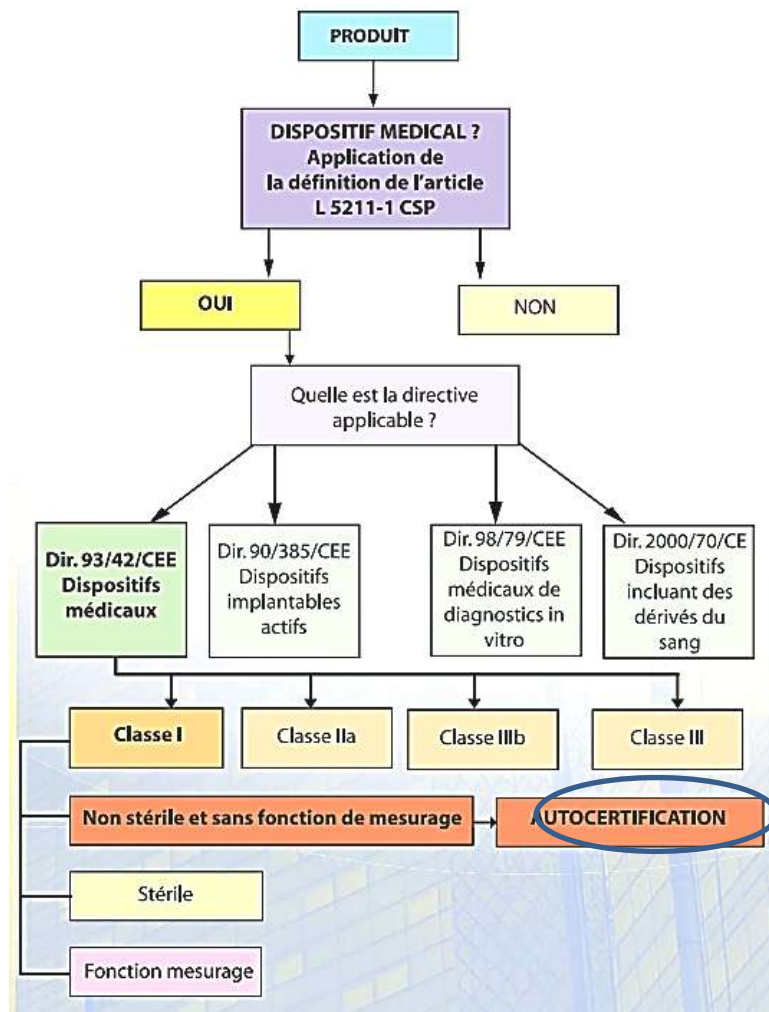 PRODUIT
DISPOSITIF MEDICAL ?
Application de
la définition de l'article
L 5211-1 CSP
OUI
NON
Quelle est la directive
applicable ?
Dir. 93/42/CEE
Dispositifs
médicaux
Dir. 90/385/CEE
Dispositifs
implantables
actifs
Dir. 98/79/CEE
Dispositifs
médicaux de
diagnostics in
vitro
Dir. 2000/70/CE
Dispositifs
incluant des
dérivés du
sang
Classe I
Classe IIa
Classe IIIb
Classe III
Non stérile et sans fonction de mesurage
AUTOCERTIFICATION
Stérile
Fonction mesurage